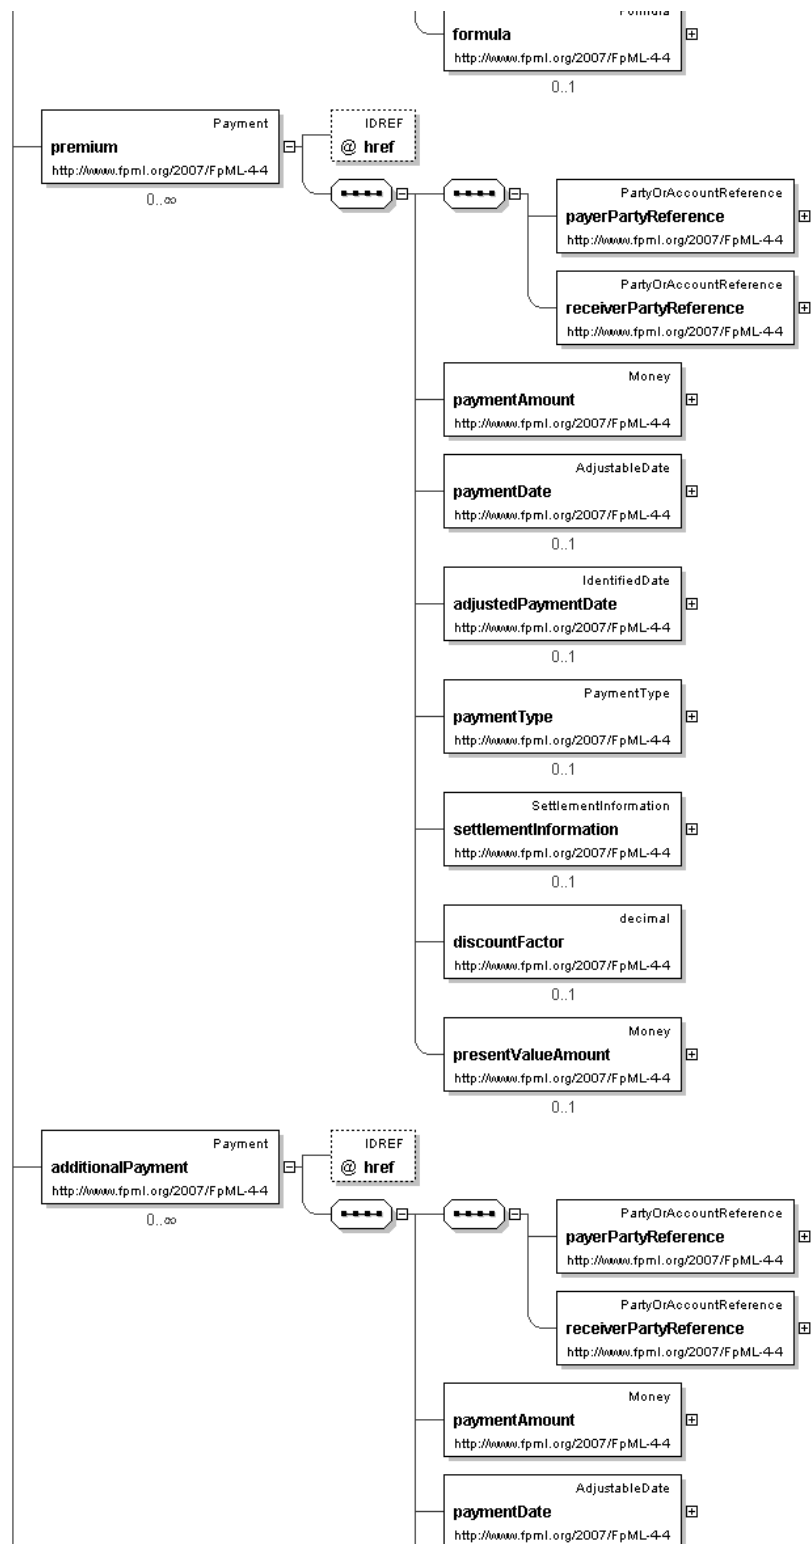 Formula
formula
http://www.fpml.org/2007/FpML-4-4
0..1
Payment
premium
http://www.fpml.org/2007/FpML-4-4
0..∞
IDREF
@ href
PartyOrAccountReference
payerPartyReference
http://www.fpml.org/2007/FpML-4-4
PartyOrAccountReference
receiverPartyReference
http://www.fpml.org/2007/FpML-4-4
Money
paymentAmount
http://www.fpml.org/2007/FpML-4-4
AdjustableDate
paymentDate
http://www.fpml.org/2007/FpML-4-4
0..1
IdentifiedDate
adjustedPaymentDate
http://www.fpml.org/2007/FpML-4-4
0..1
PaymentType
paymentType
http://www.fpml.org/2007/FpML-4-4
0..1
SettlementInformation
settlementInformation
http://www.fpml.org/2007/FpML-4-4
0..1
decimal
discountFactor
http://www.fpml.org/2007/FpML-4-4
0..1
Money
presentValueAmount
http://www.fpml.org/2007/FpML-4-4
0..1
Payment
additionalPayment
http://www.fpml.org/2007/FpML-4-4
0..∞
IDREF
@ href
PartyOrAccountReference
payerPartyReference
http://www.fpml.org/2007/FpML-4-4
PartyOrAccountReference
receiverPartyReference
http://www.fpml.org/2007/FpML-4-4
Money
paymentAmount
http://www.fpml.org/2007/FpML-4-4
AdjustableDate
paymentDate
http://www.fpml.org/2007/FpML-4-4